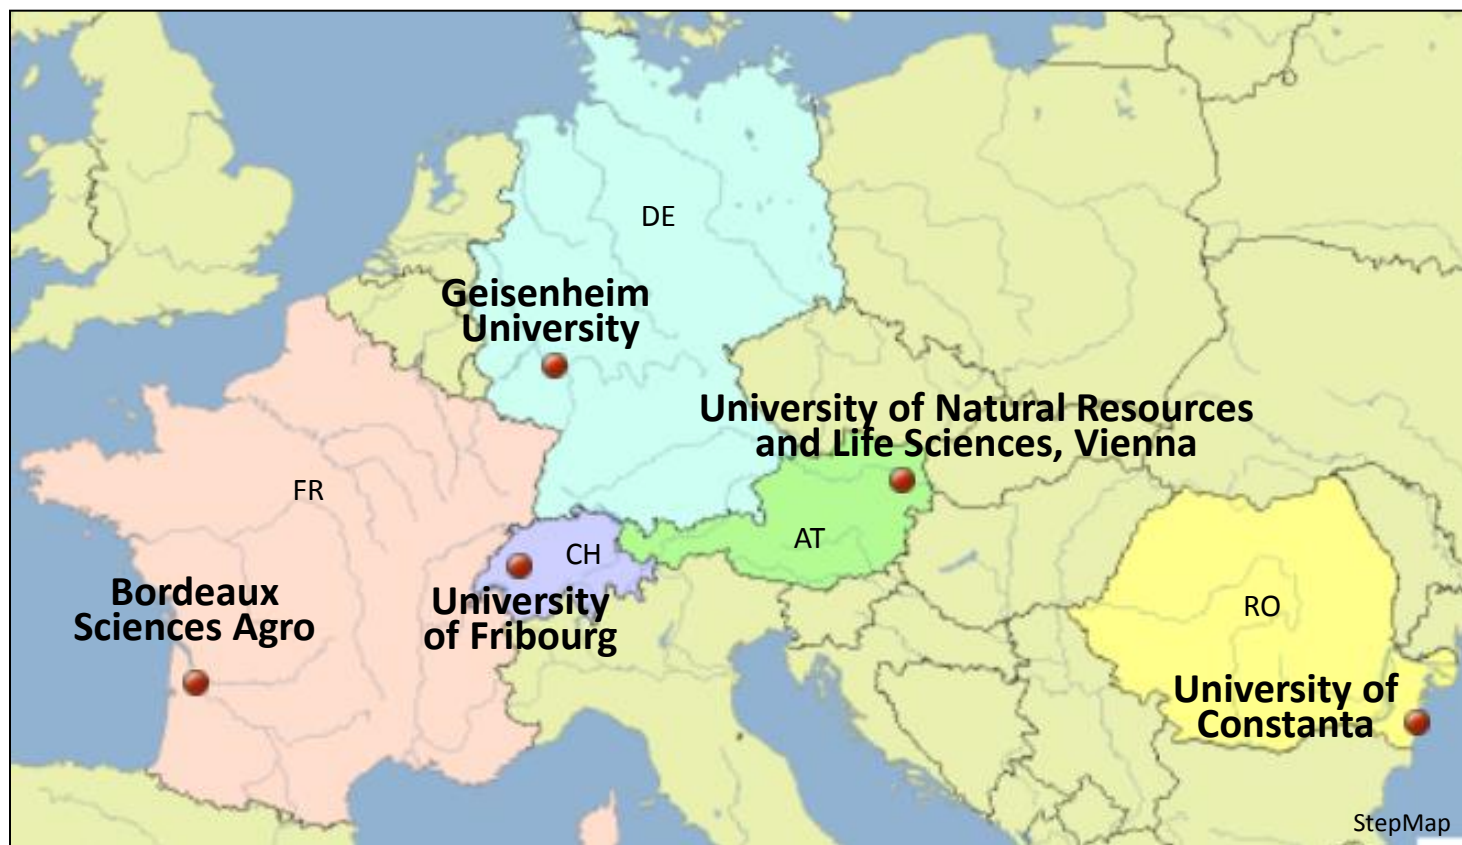 DE
Geisenheim
University
University of Natural Resources
and Life Sciences, Vienna
FR
AT
CH
Bordeaux
Sciences Agro
University
of Fribourg
RO
University of
Constanta
StepMap